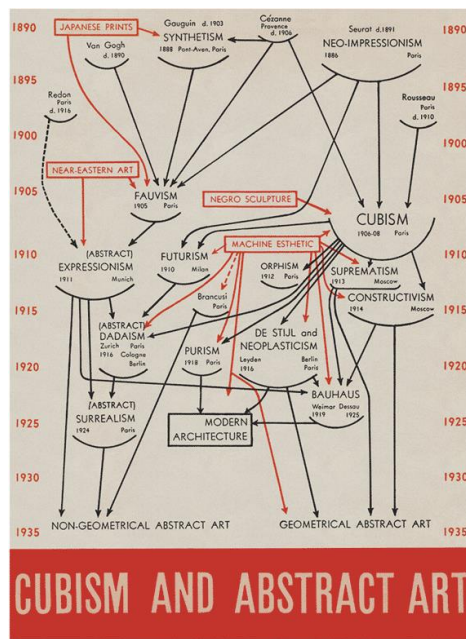 1890
JAPANESE PRINTS
Gauguin d. 1903
SYNTHETISM
1888 Pont-Aven, Paris
Cézanne
Provence
d. 1906
Seurat d.1891
NEO-IMPRESSIONISM
1886 Paris
1890
Van Gogh
d. 1890
1895
1895
Redon
Paris
d. 1916
Rousseau
Paris
d. 1910
1900
1900
NEAR-EASTERN ART
1905
FAUVISM
1905 Paris
NEGRO SCULPTURE
CUBISM
1906-08 Paris
1905
MACHINE ESTHETIC
1910
(ABSTRACT)
EXPRESSIONISM
1911 Munich
FUTURISM
1910 Milan
ORPHISM
1912 Paris
SUPREMATISM
1913 Moscow
1910
Brancusi
Paris
CONSTRUCTIVISM
1914 Moscow
1915
(ABSTRACT)
DADAISM
Zurich Paris
1916 Cologne
Berlin
PURISM
1918 Paris
DE STIJL and
NEOPLASTICISM
Leyden Berlin
1916 Paris
1915
1920
1920
BAUHAUS
Weimar Dessau
1919 1925
(ABSTRACT)
SURREALISM
1924 Paris
MODERN
ARCHITECTURE
1925
1925
1930
1930
1935
NON-GEOMETRICAL ABSTRACT ART
GEOMETRICAL ABSTRACT ART
1935
CUBISM AND ABSTRACT ART